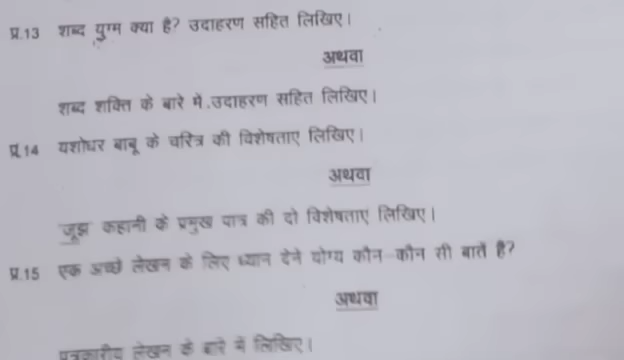 प्र.13 शब्द युग्म क्या है? उदाहरण सहित लिखिए।
अथवा
शब्द शक्ति के बारे में उदाहरण सहित लिखिए।
प्र.14 यशोधर बाबू के चरित्र की विशेषताए लिखिए।
अथवा
जूझ कहानी के प्रमुख पात्र की दो विशेषताए लिखिए।
प्र.15 एक अच्छे लेखन के लिए ध्यान देने योग्य कौन-कौन सी बातें है?
अथवा
पत्रकारीय लेखन के बारे में लिखिए।